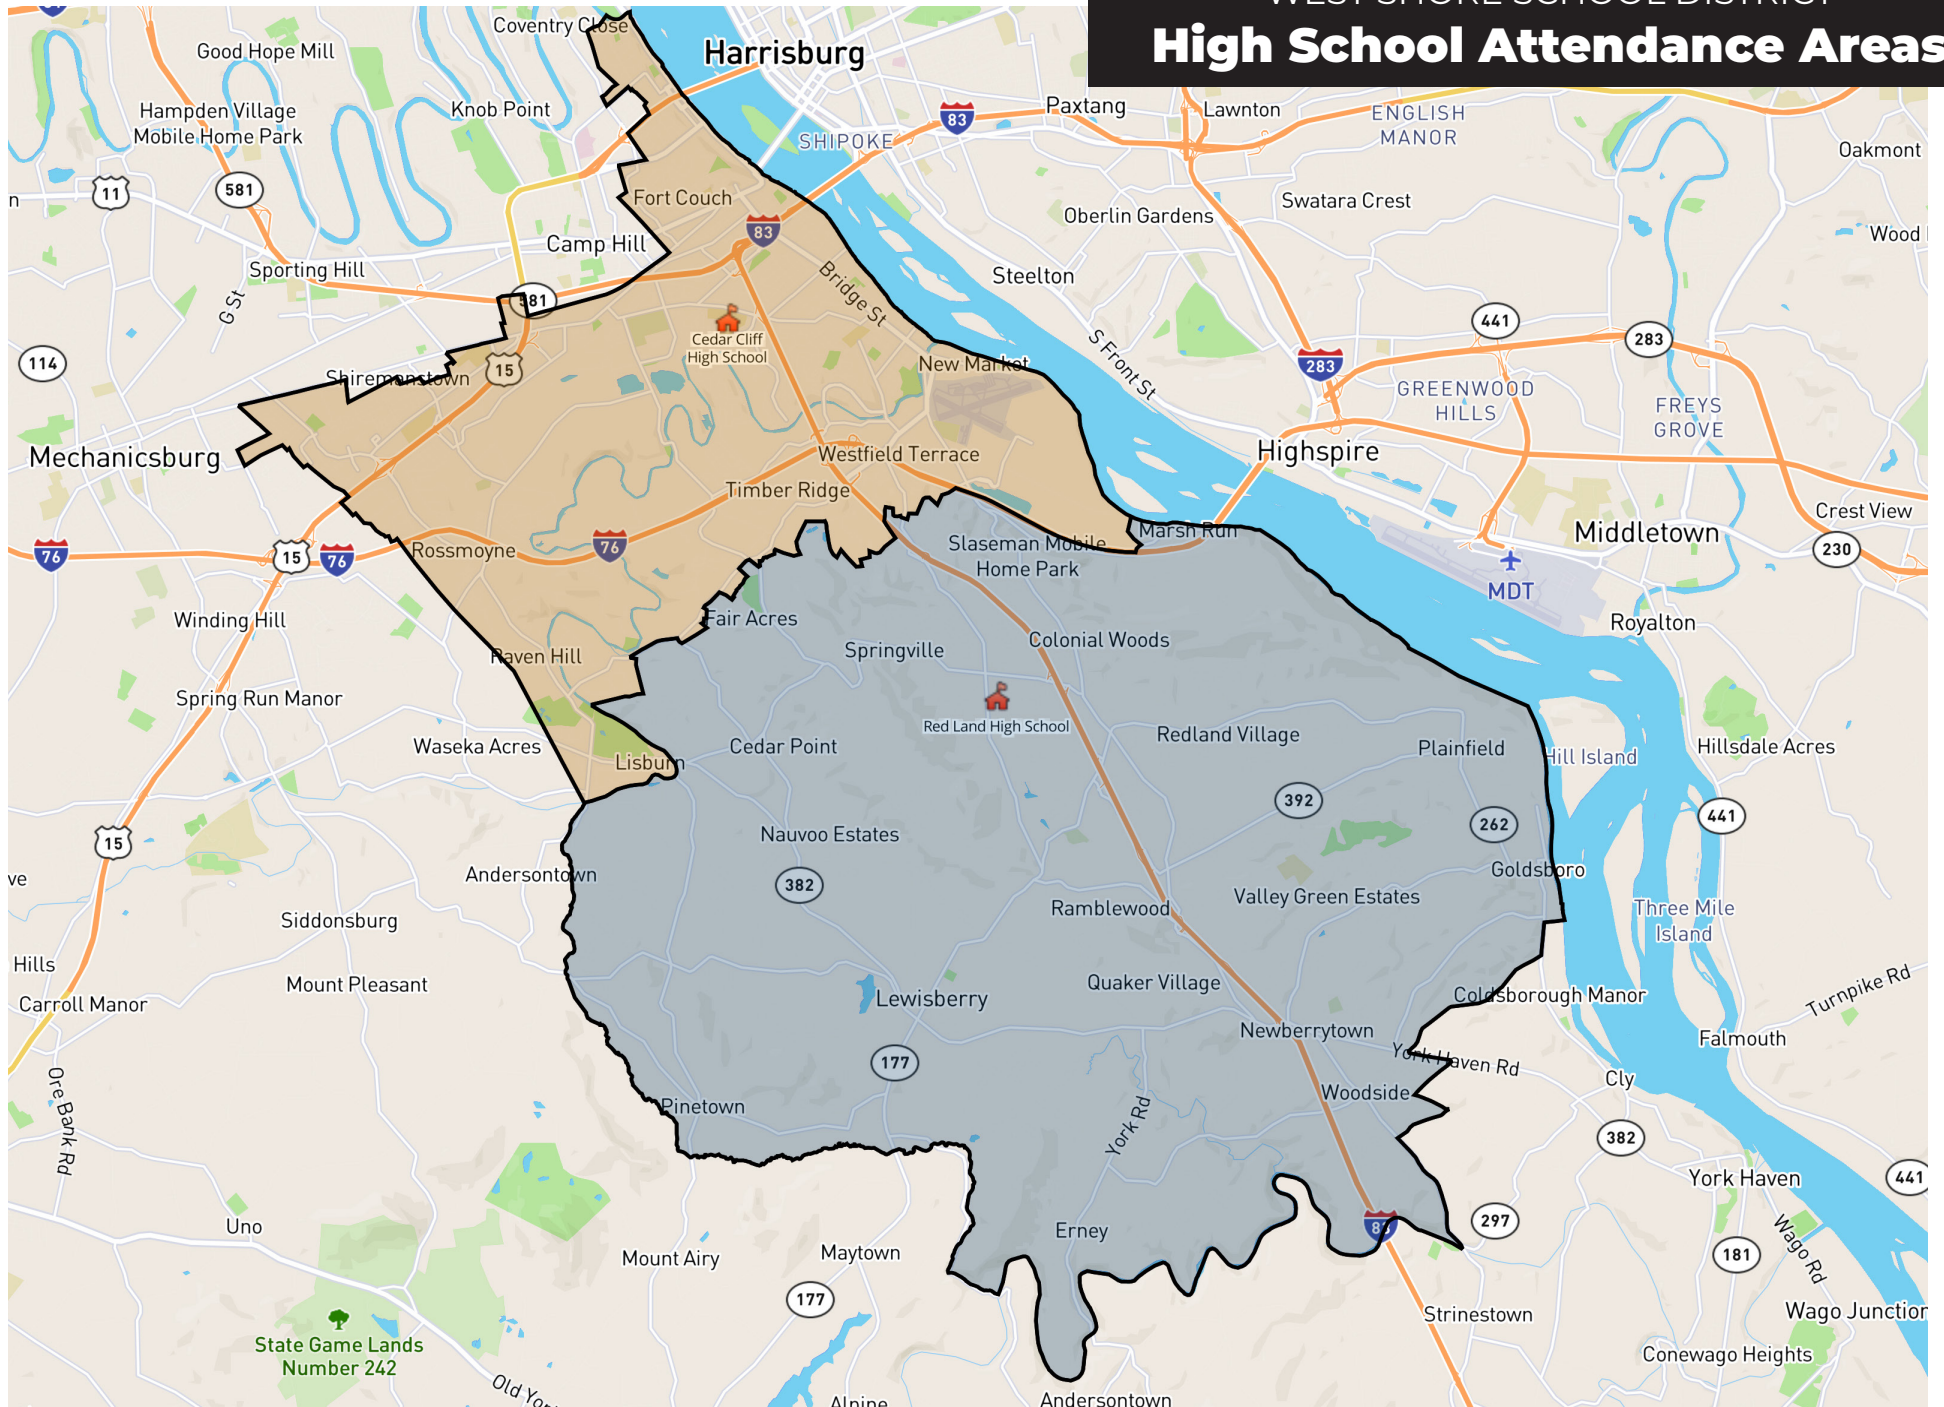 WEST SHORE SCHOOL DISTRICT
High School Attendance Areas
Coventry Close
Good Hope Mill
Harrisburg
Hampden Village
Mobile Home Park
Knob Point
83
Paxtang
Lawnton
ENGLISH
MANOR
SHIPOKE
Oakmont
11
581
n
Fort Couch
Swatara Crest
Oberlin Gardens
83
Wood
Camp Hill
Sporting Hill
Steelton
G St
581
Bridge St
441
283
Cedar Cliff
High School
S Front St
114
15
New Market
283
Shiremanstown
GREENWOOD
HILLS
FREYS
GROVE
Mechanicsburg
Westfield Terrace
Highspire
Timber Ridge
Crest View
Marsh Run
Middletown
76
15
76
Rossmoyne
76
Slaseman Mobile
Home Park
230
MDT
Winding Hill
Fair Acres
Royalton
Colonial Woods
Springville
Raven Hill
Spring Run Manor
Red Land High School
Waseka Acres
Cedar Point
Redland Village
Plainfield
Hillsdale Acres
Hill Island
Lisburn
392
262
441
15
Nauvoo Estates
Andersontown
Goldsboro
ve
382
Valley Green Estates
Ramblewood
Three Mile
Island
Siddonsburg
Hills
Mount Pleasant
Quaker Village
Turnpike Rd
Carroll Manor
Lewisberry
Goldsborough Manor
Newberrytown
Falmouth
177
York Haven Rd
Cly
Ore Bank Rd
Woodside
Pinetown
York Rd
382
York Haven
441
Uno
Erney
83
297
Mount Airy
Maytown
181
Wago Rd
177
Strinestown
Wago Junction
State Game Lands
Number 242
Conewago Heights
Old Yor
Alpine
Andersontown